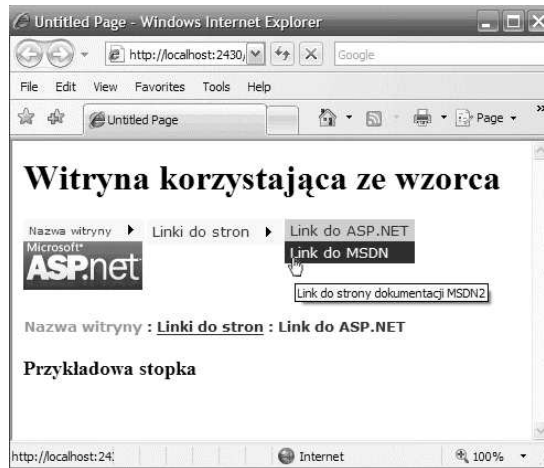 Untitled Page - Windows Internet Explorer
http://localhost:2430,
Google
File Edit View Favorites Tools Help
Untitled Page
Page
Witryna korzystająca ze wzorca
Nazwa witryny Linki do stron Link do ASP.NET
Link do MSDN
Microsoft*
ASP.net
Link do strony dokumentacji MSDN2
Nazwa witryny : Linki do stron : Link do ASP.NET
Przykładowa stopka
http://localhost:24: Internet 100%